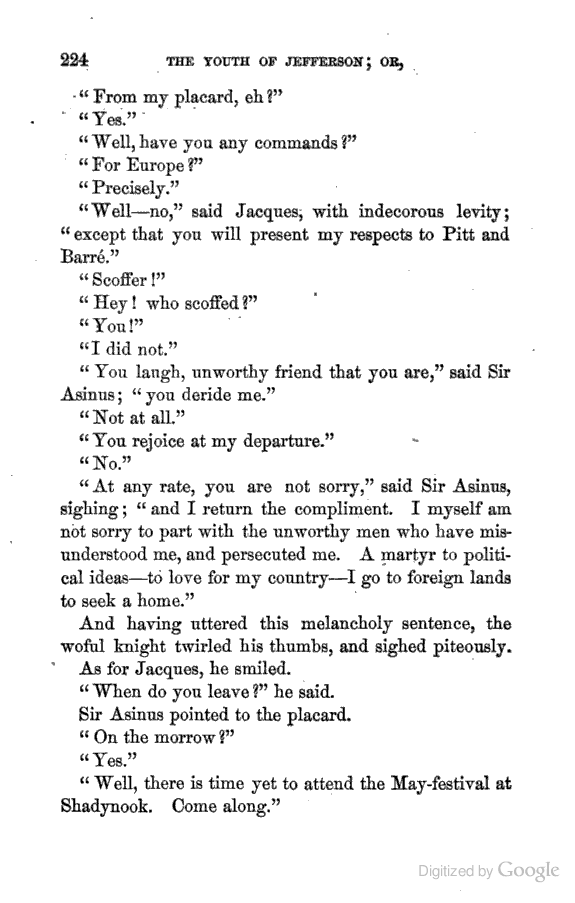 224 THE YOUTH OF JEFFERSON; OR,
"From my placard, eh?"
"Yes."
"Well, have you any commands?"
"For Europe?"
"Precisely."
"Well—no," said Jacques, with indecorous levity;
"except that you will present my respects to Pitt and
Barré."
"Scoffer!"
"Hey! who scoffed?"
"You!"
"I did not."
"You laugh, unworthy friend that you are," said Sir
Asinus; "you deride me."
"Not at all."
"You rejoice at my departure."
"No."
"At any rate, you are not sorry," said Sir Asinus,
sighing; "and I return the compliment. I myself am
not sorry to part with the unworthy men who have mis-
understood me, and persecuted me. A martyr to politi-
cal ideas—to love for my country—I go to foreign lands
to seek a home."
And having uttered this melancholy sentence, the
woful knight twirled his thumbs, and sighed piteously.
As for Jacques, he smiled.
"When do you leave?" he said.
Sir Asinus pointed to the placard.
"On the morrow?"
"Yes."
"Well, there is time yet to attend the May-festival at
Shadynook. Come along."
Digitized by Google